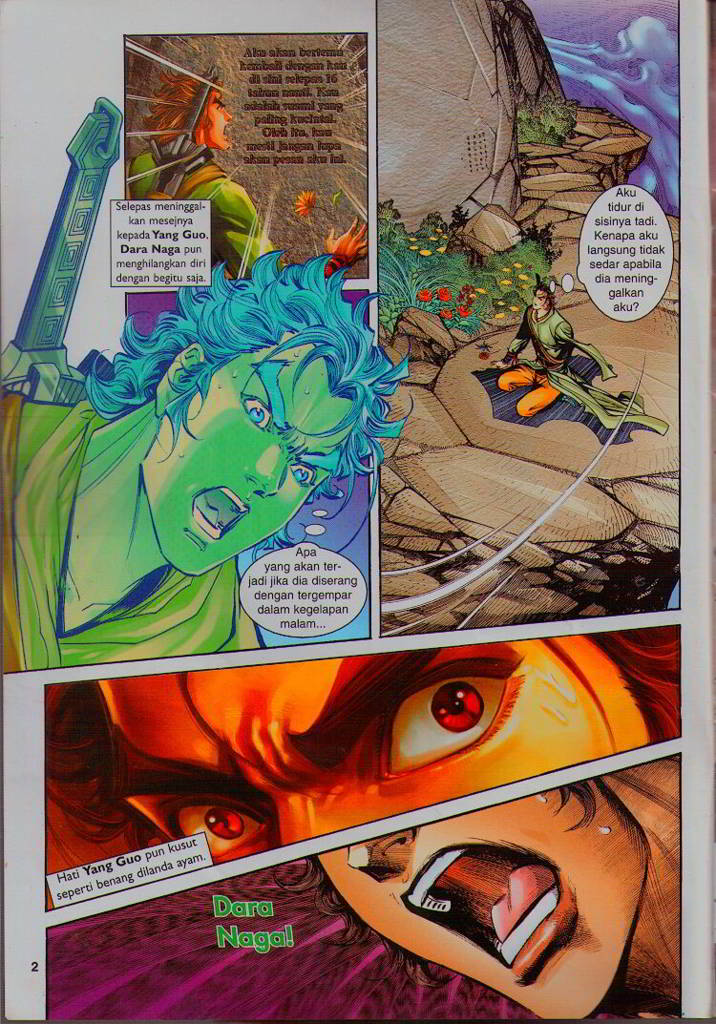 Aku akan bertemu
kembali dengan kau
di sini selepas 16
tahun nanti. Kau
adalah suami yang
paling kucintai.
Oleh itu, kau
mesti jangan lupa
akan pesan aku ini.
Selepas meninggal-
kan mesejnya
kepada Yang Guo,
Dara Naga pun
menghilangkan diri
dengan begitu saja.
Aku
tidur di
sisinya tadi.
Kenapa aku
langsung tidak
sedar apabila
dia mening-
galkan
aku?
Apa
yang akan ter-
jadi jika dia diserang
dengan tergempar
dalam kegelapan
malam...
Hati Yang Guo pun kusut
seperti benang dilanda ayam.
Dara
Naga!
2